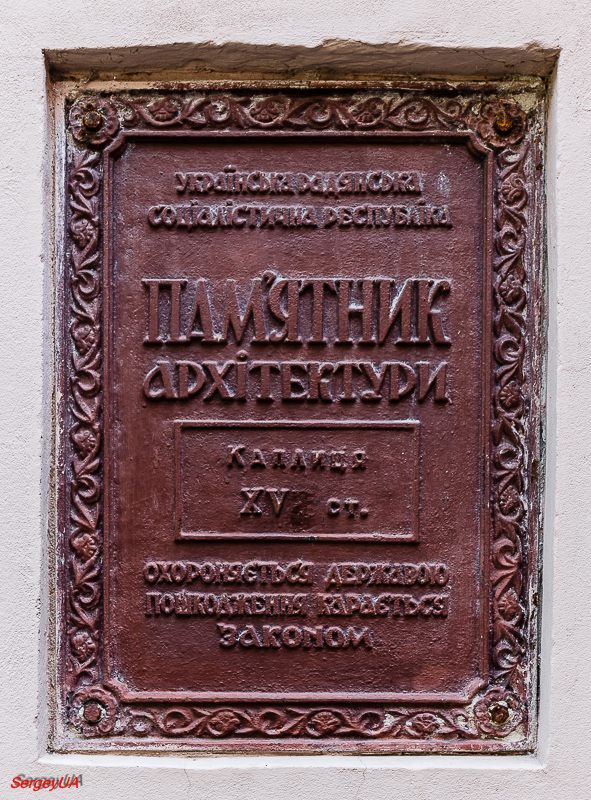 Українська Радянська
Соціалістична Республіка
Пам'ятник
архітектури
Каплиця
XV ст.
Охороняється державою,
пошкодження карається
законом
SergeyUA